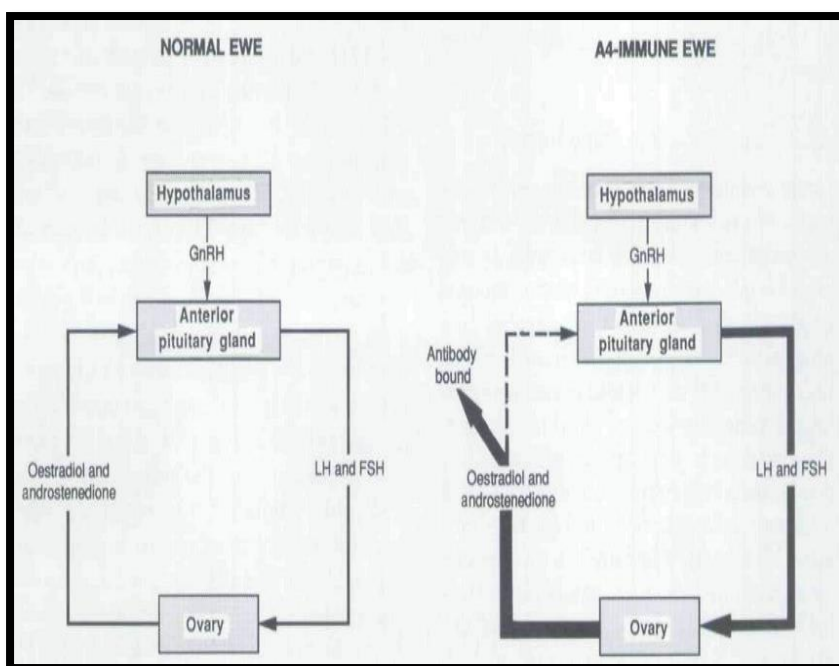 NORMAL EWE
Hypothalamus
GnRH
Anterior
pituitary gland
Oestradiol and
androstenedione
LH and FSH
Ovary
A4-IMMUNE EWE
Hypothalamus
GnRH
Anterior
pituitary gland
Antibody
bound
Oestradiol and
androstenedione
LH and FSH
Ovary